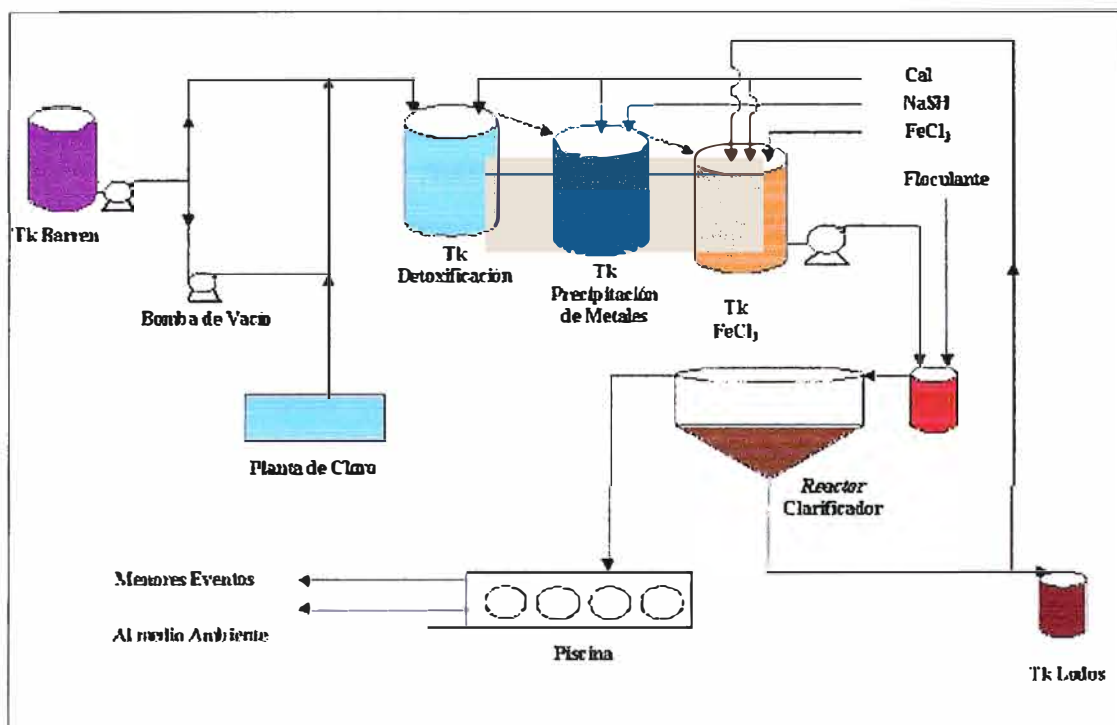 Cal
NaSH
FeCl₃
Floculante
Tk Barren
Tk
Detoxificación
Tk
Precipitación
de Metales
Tk
FeCl₃
Bomba de Vacio
Planta de Cloro
Reactor
Clarificador
Menores Eventos
Al medio Ambiente
Piscina
Tk Lodos